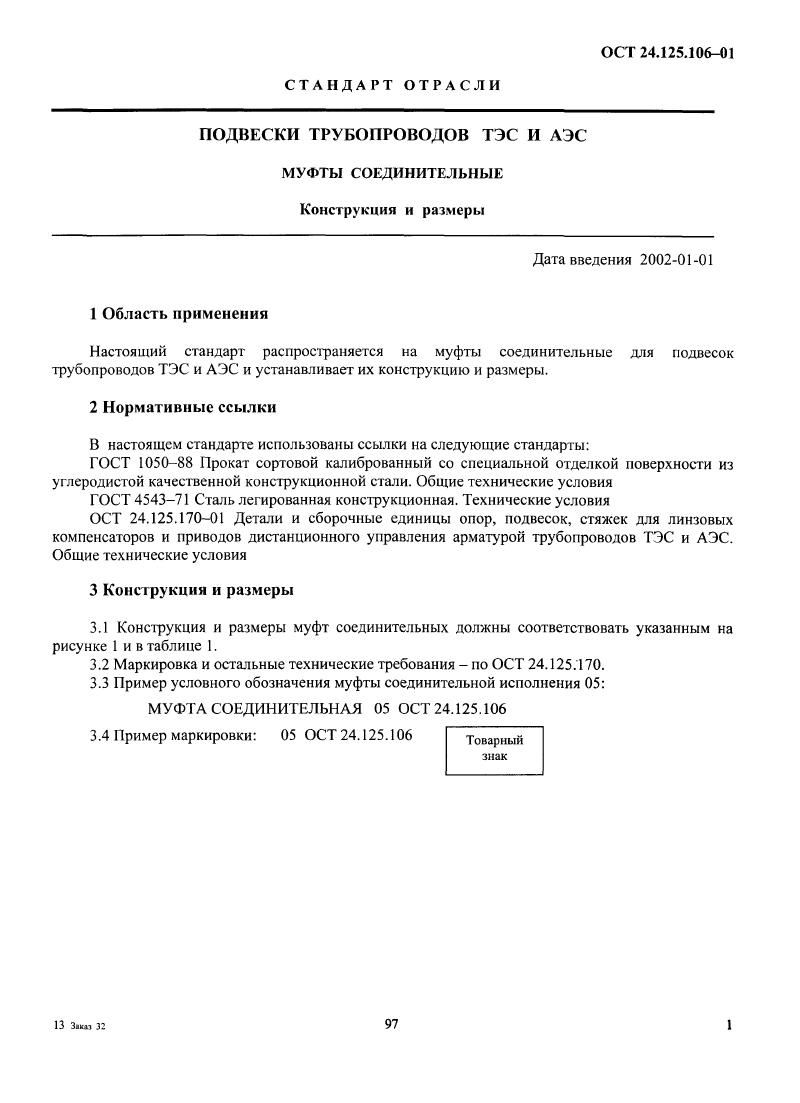 ОСТ 24.125.106–01
СТАНДАРТ ОТРАСЛИ
ПОДВЕСКИ ТРУБОПРОВОДОВ ТЭС И АЭС
МУФТЫ СОЕДИНИТЕЛЬНЫЕ
Конструкция и размеры
Дата введения 2002-01-01
1 Область применения
Настоящий стандарт распространяется на муфты соединительные для подвесок
трубопроводов ТЭС и АЭС и устанавливает их конструкцию и размеры.
2 Нормативные ссылки
В настоящем стандарте использованы ссылки на следующие стандарты:
ГОСТ 1050–88 Прокат сортовой калиброванный со специальной отделкой поверхности из
углеродистой качественной конструкционной стали. Общие технические условия
ГОСТ 4543–71 Сталь легированная конструкционная. Технические условия
ОСТ 24.125.170–01 Детали и сборочные единицы опор, подвесок, стяжек для линзовых
компенсаторов и приводов дистанционного управления арматурой трубопроводов ТЭС и АЭС.
Общие технические условия
3 Конструкция и размеры
3.1 Конструкция и размеры муфт соединительных должны соответствовать указанным на
рисунке 1 и в таблице 1.
3.2 Маркировка и остальные технические требования – по ОСТ 24.125.170.
3.3 Пример условного обозначения муфты соединительной исполнения 05:
МУФТА СОЕДИНИТЕЛЬНАЯ 05 ОСТ 24.125.106
3.4 Пример маркировки: 05 ОСТ 24.125.106
Товарный
знак
13 Заказ 32
97
1